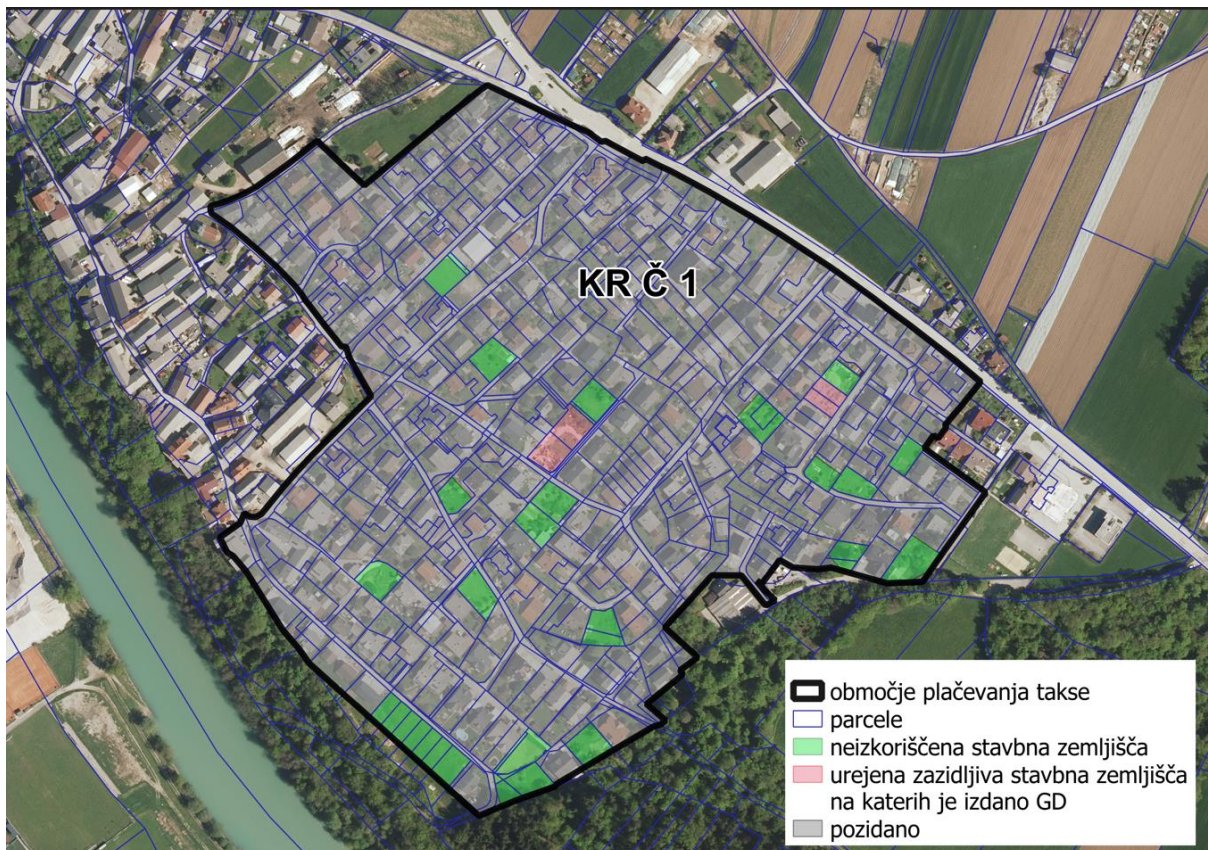 KR Č 1
območje plačevanja takse
parcele
neizkoriščena stavbna zemljišča
urejena zazidljiva stavbna zemljišča
na katerih je izdano GD
pozidano